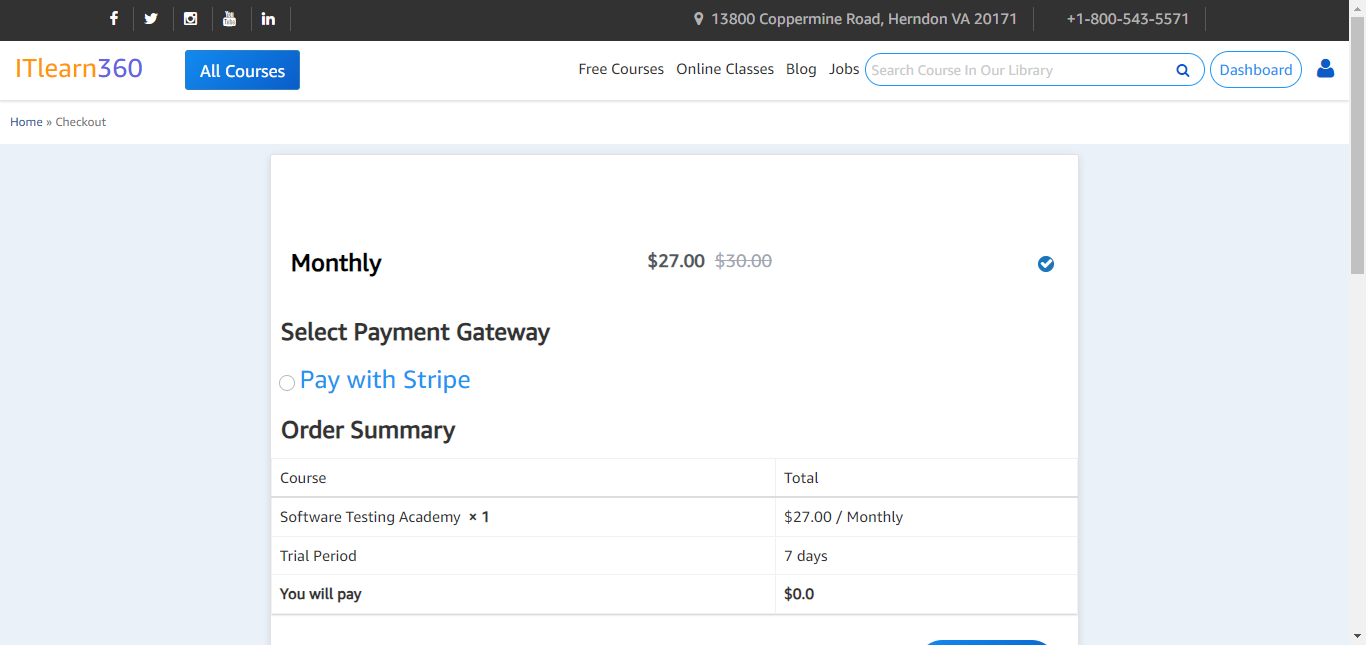 13800 Coppermine Road, Herndon VA 20171 +1-800-543-5571
ITlearn360 All Courses Free Courses Online Classes Blog Jobs Search Course In Our Library Dashboard
Home » Checkout
Monthly $27.00 $30.00
Select Payment Gateway
Pay with Stripe
Order Summary
Course Total
Software Testing Academy × 1 $27.00 / Monthly
Trial Period 7 days
You will pay $0.0